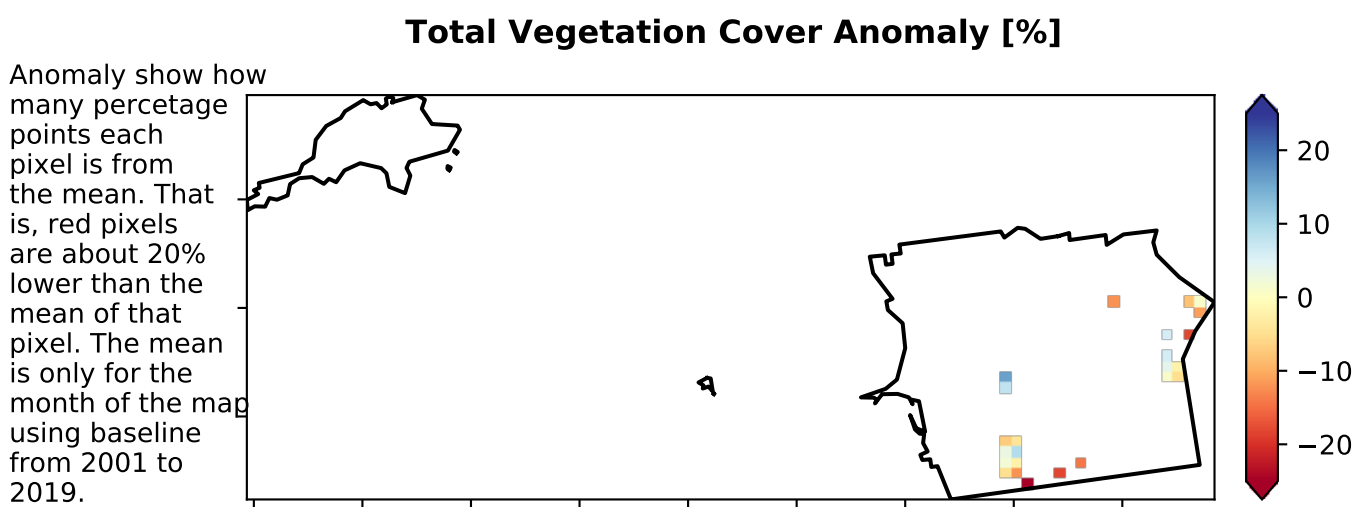 Total Vegetation Cover Anomaly [%]
Anomaly show how
many percetage
points each
pixel is from
the mean. That
is, red pixels
are about 20%
lower than the
mean of that
pixel. The mean
is only for the
month of the map
using baseline
from 2001 to
2019.
20
10
0
−10
−20